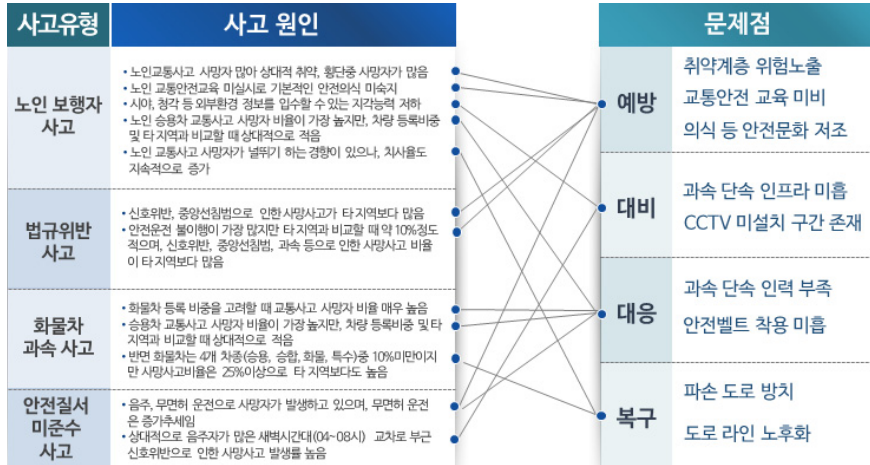 사고유형
사고 원인
문제점
노인 보행자
사고
• 노인교통사고 사망자 많아 상대적 취약, 횡단중 사망자가 많음
• 노인 교통안전교육 미실시로 기본적인 안전의식 미숙지
• 시야, 청각 등 외부환경 정보를 입수할 수 있는 지각능력 저하
• 노인 승용차 교통사고 사망자 비율이 가장 높지만, 차량 등록비중
및 타 지역과 비교할 때 상대적으로 적음
• 노인 교통사고 사망자가 널뛰기 하는 경향이 있으나, 치사율도
지속적으로 증가
법규위반
사고
• 신호위반, 중앙선침범으로 인한 사망사고가 타 지역보다 많음
• 안전운전 불이행이 가장 많지만 타 지역과 비교할 때 약 10%정도
적으며, 신호위반, 중앙선침범, 과속 등으로 인한 사망사고 비율
이 타 지역보다 많음
화물차
과속 사고
• 화물차 등록 비중을 고려할 때 교통사고 사망자 비율 매우 높음
• 승용차 교통사고 사망자 비율이 가장 높지만, 차량 등록비중 및 타
지역과 비교할 때 상대적으로 적음
• 반면 화물차는 4개 차종(승용, 승합, 화물, 특수)중 10%미만이지
만 사망사고비율은 25%이상으로 타 지역보다도 높음
안전질서
미준수
사고
• 음주, 무면허 운전으로 사망자가 발생하고 있으며, 무면허 운전
은 증가추세임
• 상대적으로 음주자가 많은 새벽시간대(04~08시) 교차로 부근
신호위반으로 인한 사망사고 발생률 높음
예방
취약계층 위험노출
교통안전 교육 미비
의식 등 안전문화 저조
대비
과속 단속 인프라 미흡
CCTV 미설치 구간 존재
대응
과속 단속 인력 부족
안전벨트 착용 미흡
복구
파손 도로 방치
도로 라인 노후화